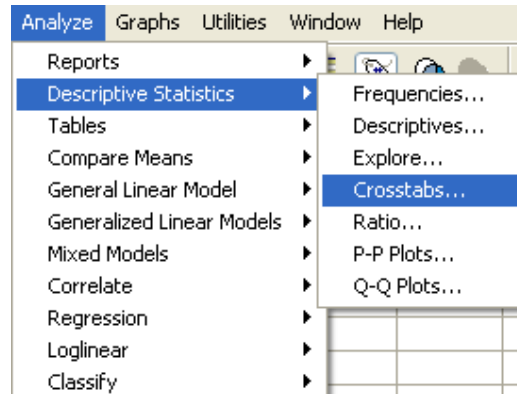 Analyze Graphs Utilities Window Help
Reports
Descriptive Statistics
Tables
Compare Means
General Linear Model
Generalized Linear Models
Mixed Models
Correlate
Regression
Loglinear
Classify
Frequencies...
Descriptives...
Explore...
Crosstabs...
Ratio...
P-P Plots...
Q-Q Plots...